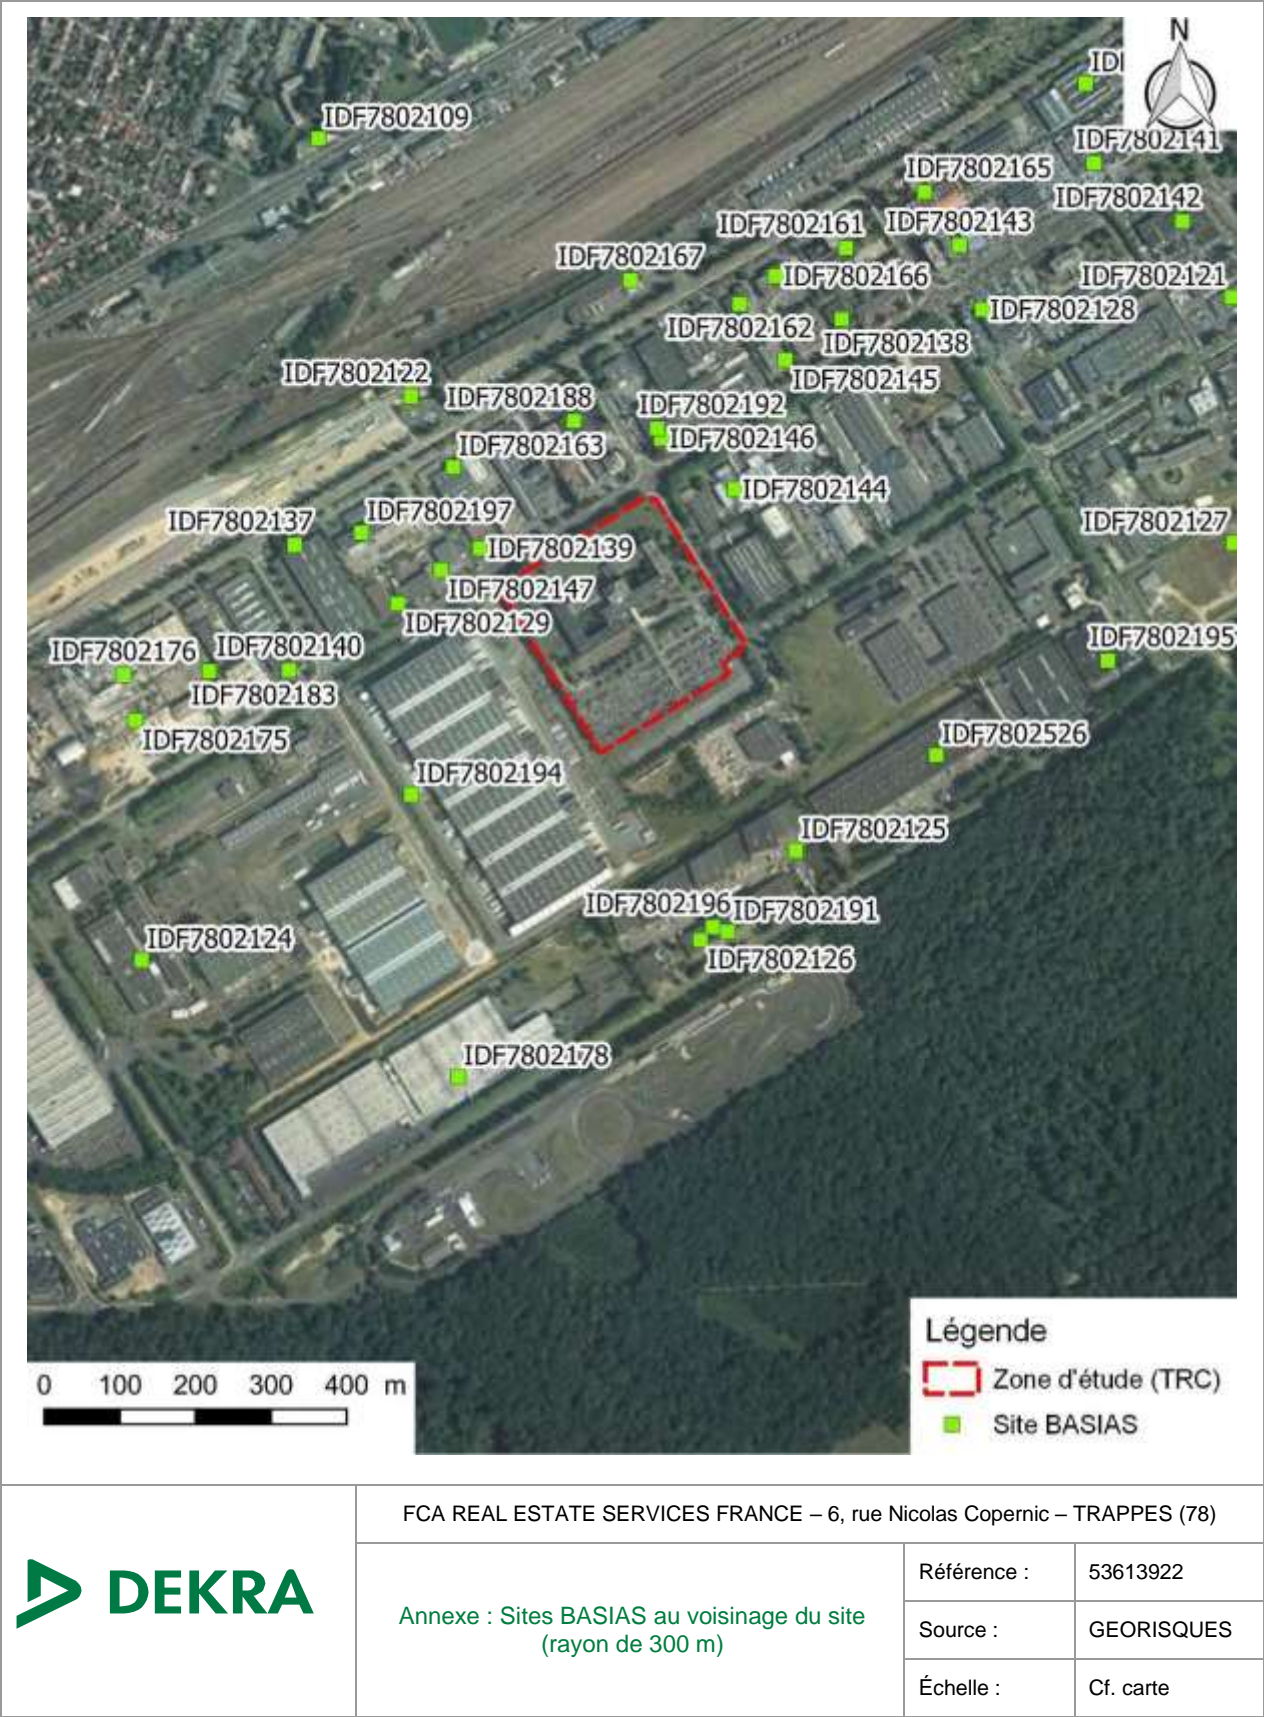 N
IDF7802109
IDF7802141
IDF7802165
IDF7802142
IDF7802161
IDF7802143
IDF7802167
IDF7802166
IDF7802121
IDF7802128
IDF7802162
IDF7802138
IDF7802122
IDF7802145
IDF7802188
IDF7802192
IDF7802163
IDF7802146
IDF7802144
IDF7802197
IDF7802137
IDF7802127
IDF7802139
IDF7802147
IDF7802129
IDF7802195
IDF7802176
IDF7802140
IDF7802183
IDF7802175
IDF7802526
IDF7802194
IDF7802125
IDF7802196
IDF7802191
IDF7802124
IDF7802126
IDF7802178
Légende
Zone d'étude (TRC)
Site BASIAS
0 100 200 300 400 m
DEKRA
FCA REAL ESTATE SERVICES FRANCE – 6, rue Nicolas Copernic – TRAPPES (78)
Annexe : Sites BASIAS au voisinage du site
(rayon de 300 m)
Référence : 53613922
Source : GEORISQUES
Échelle : Cf. carte